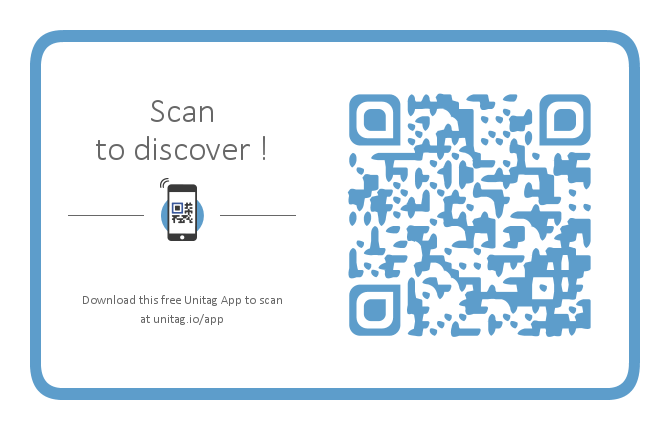 Scan
to discover !
Download this free Unitag App to scan
at unitag.io/app